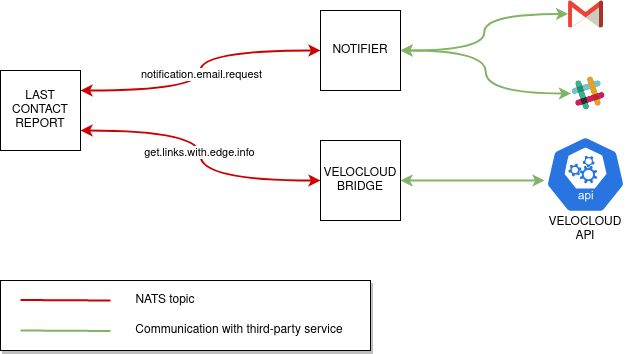 NOTIFIER
notification.email.request
LAST
CONTACT
REPORT
get.links.with.edge.info
VELOCLOUD
BRIDGE
api
VELOCLOUD
API
NATS topic
Communication with third-party service